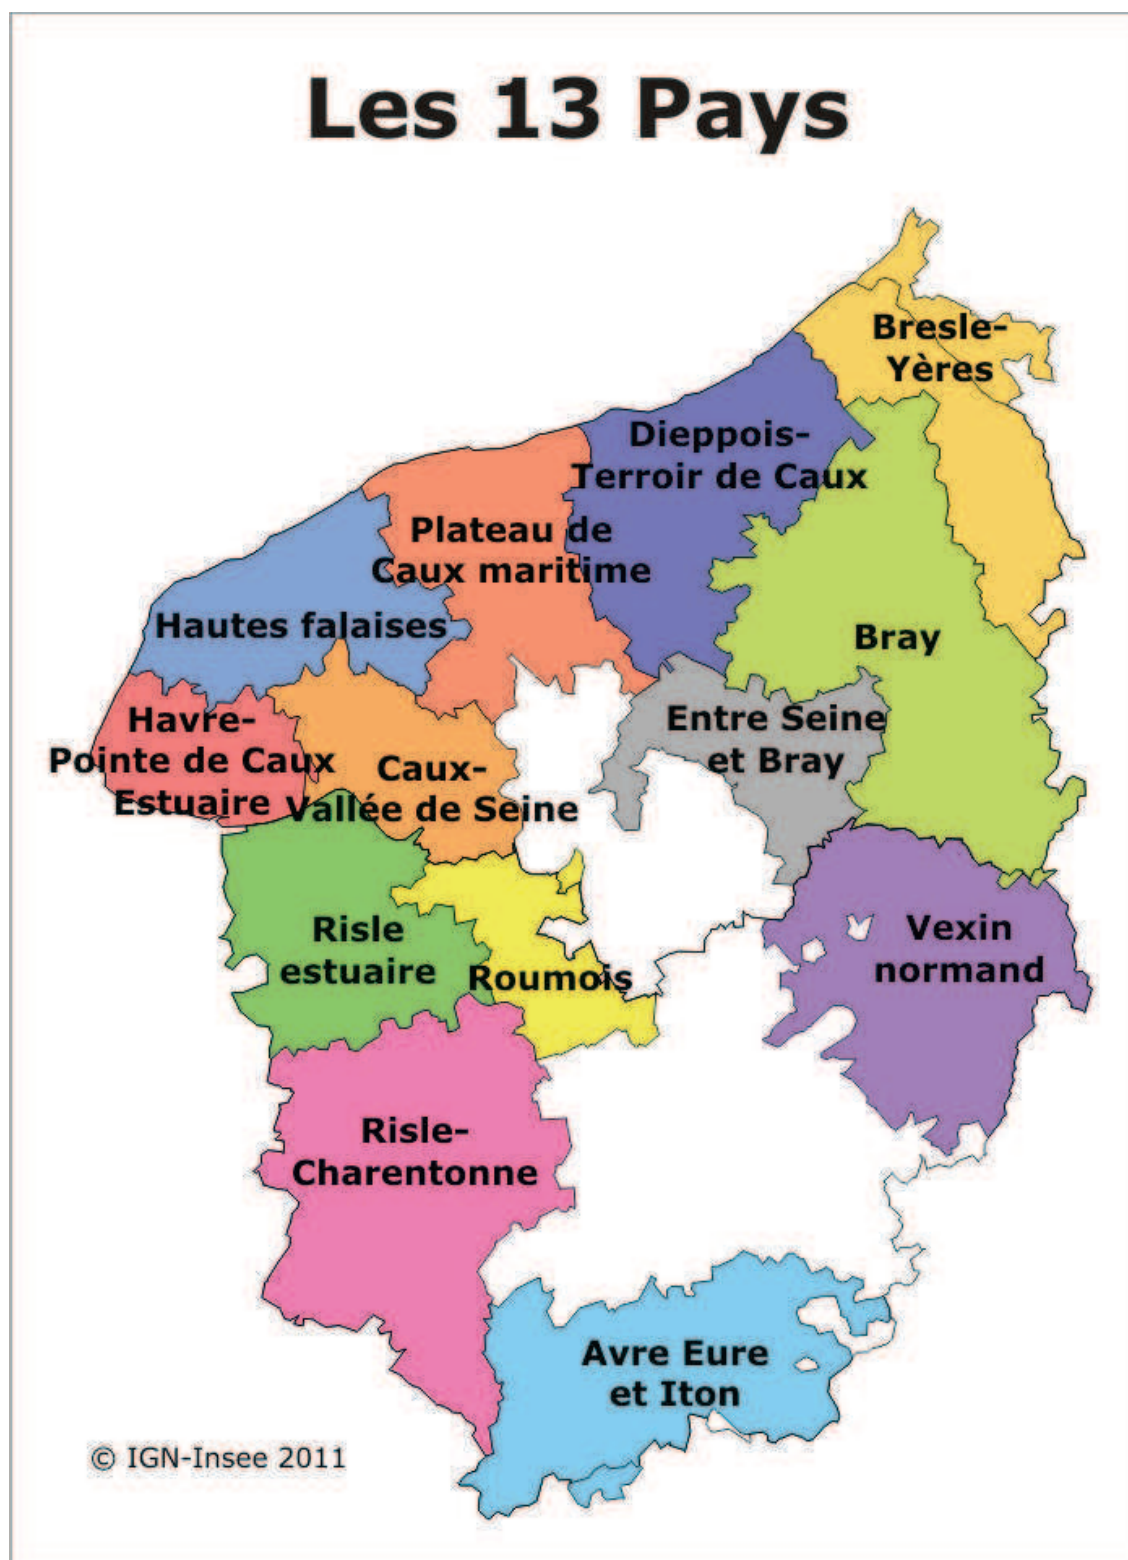 Les 13 Pays
Bresle-
Yères
Dieppois-
Terroir de Caux
Plateau de
Caux maritime
Hautes falaises
Bray
Havre-
Pointe de Caux
Estuaire
Caux-
Vallée de Seine
Entre Seine
et Bray
Risle
estuaire
Roumois
Vexin
normand
Risle-
Charentonne
Avre Eure
et Iton
© IGN-Insee 2011